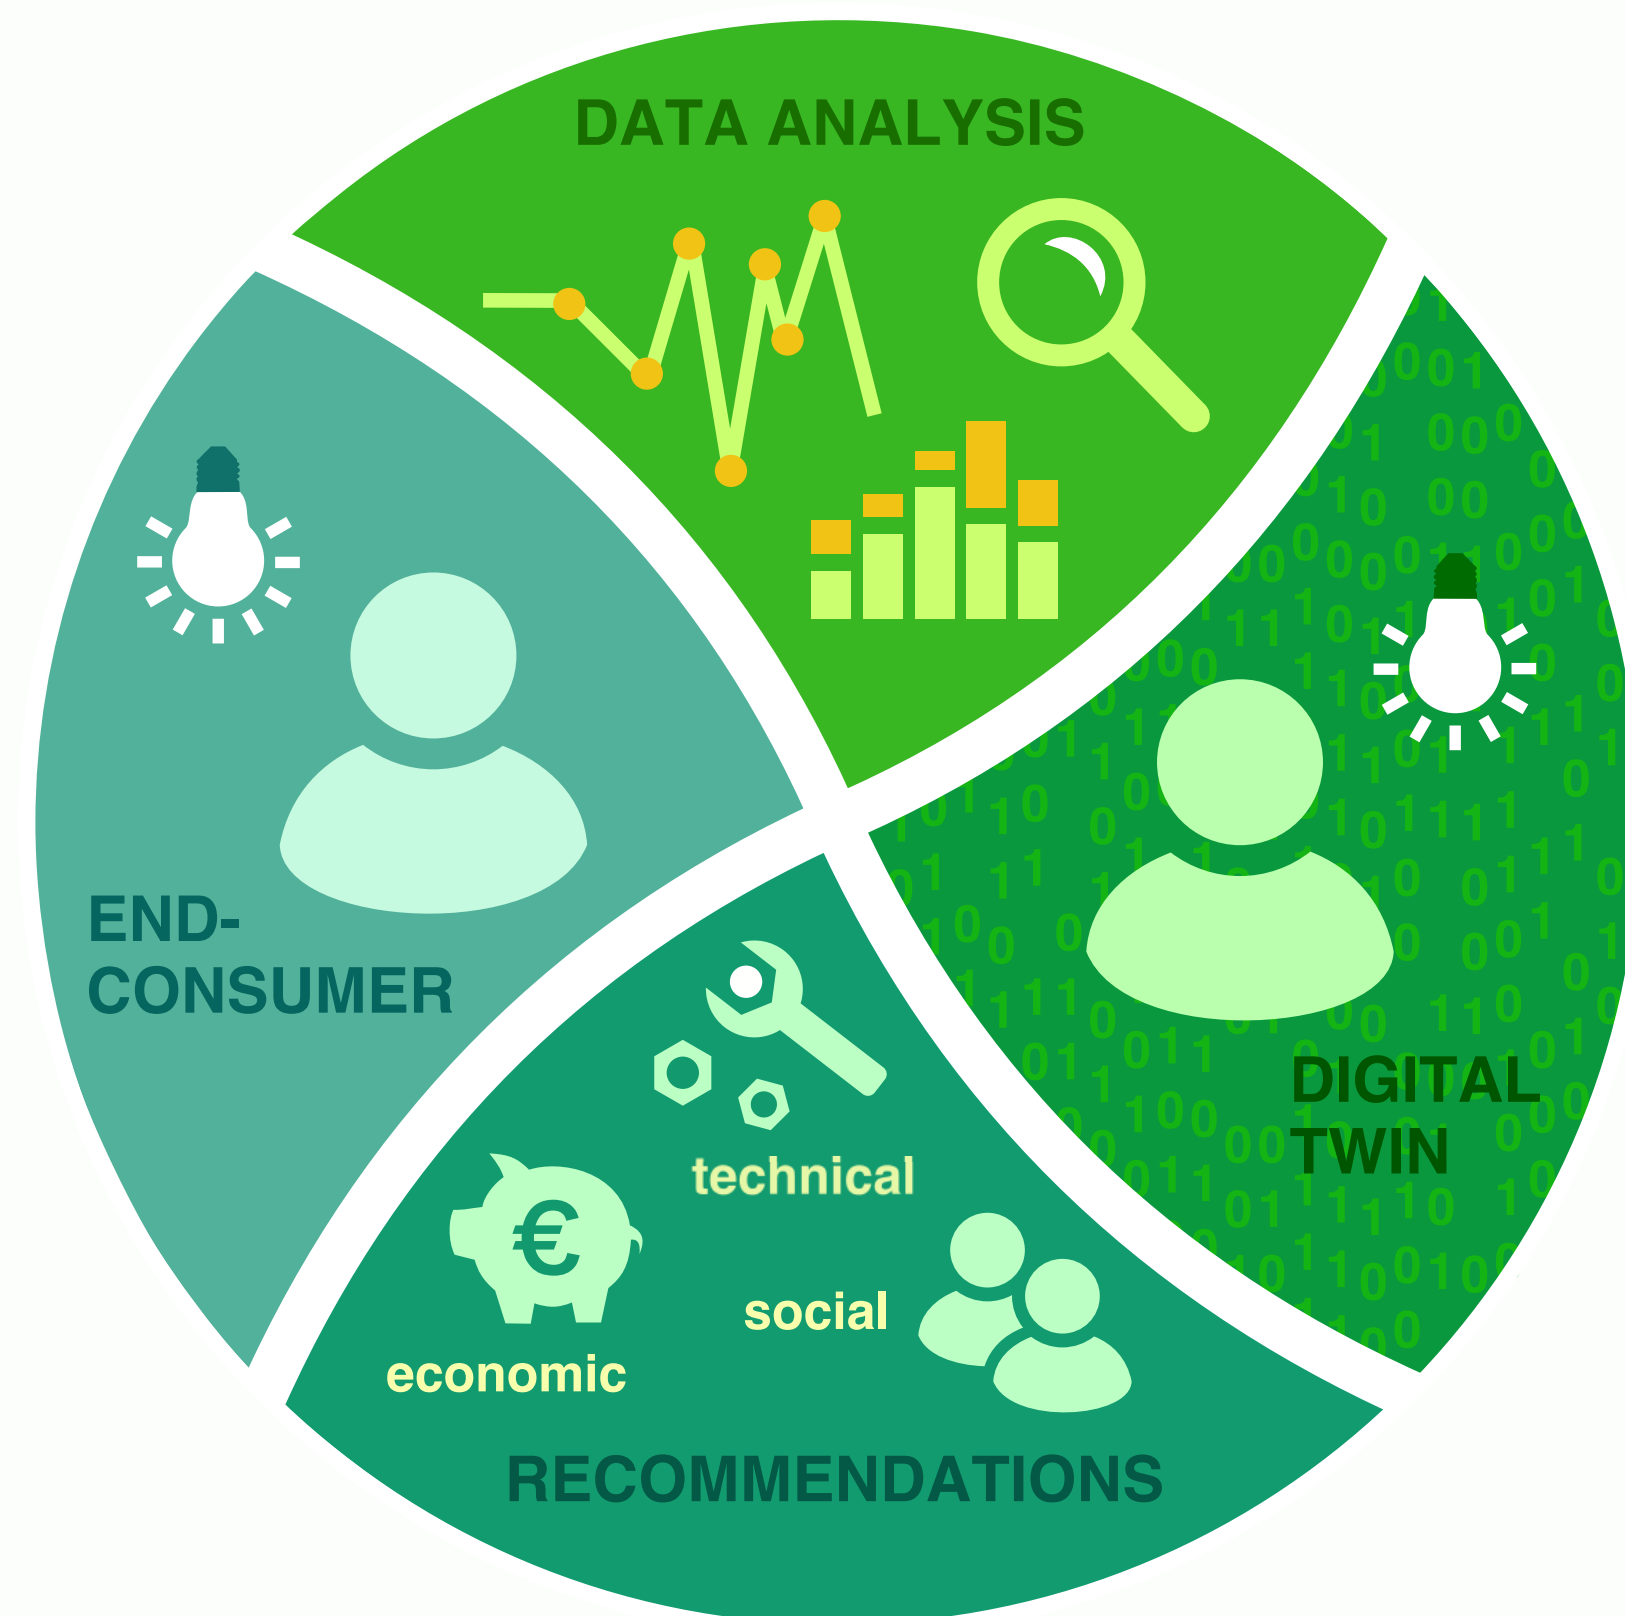 DATA ANALYSIS
END-
CONSUMER
DIGITAL
TWIN
technical
€
social
economic
RECOMMENDATIONS